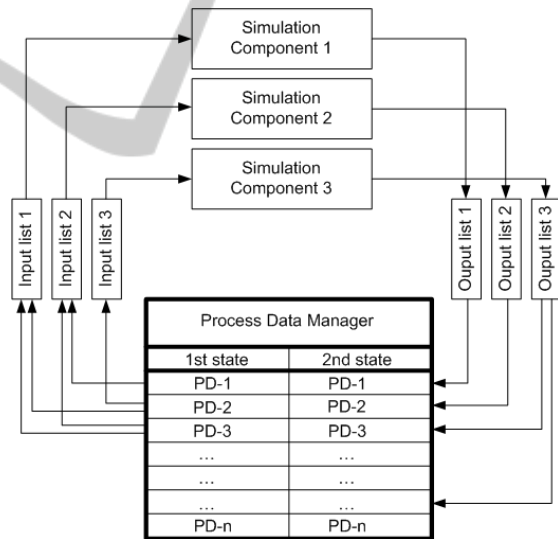 Simulation
Component 1
Simulation
Component 2
Simulation
Component 3
Input list 1
Input list 2
Input list 3
Ouput list 1
Ouput list 2
Ouput list 3
Process Data Manager
1st state 2nd state
PD-1 PD-1
PD-2 PD-2
PD-3 PD-3
... ...
... ...
... ...
PD-n PD-n